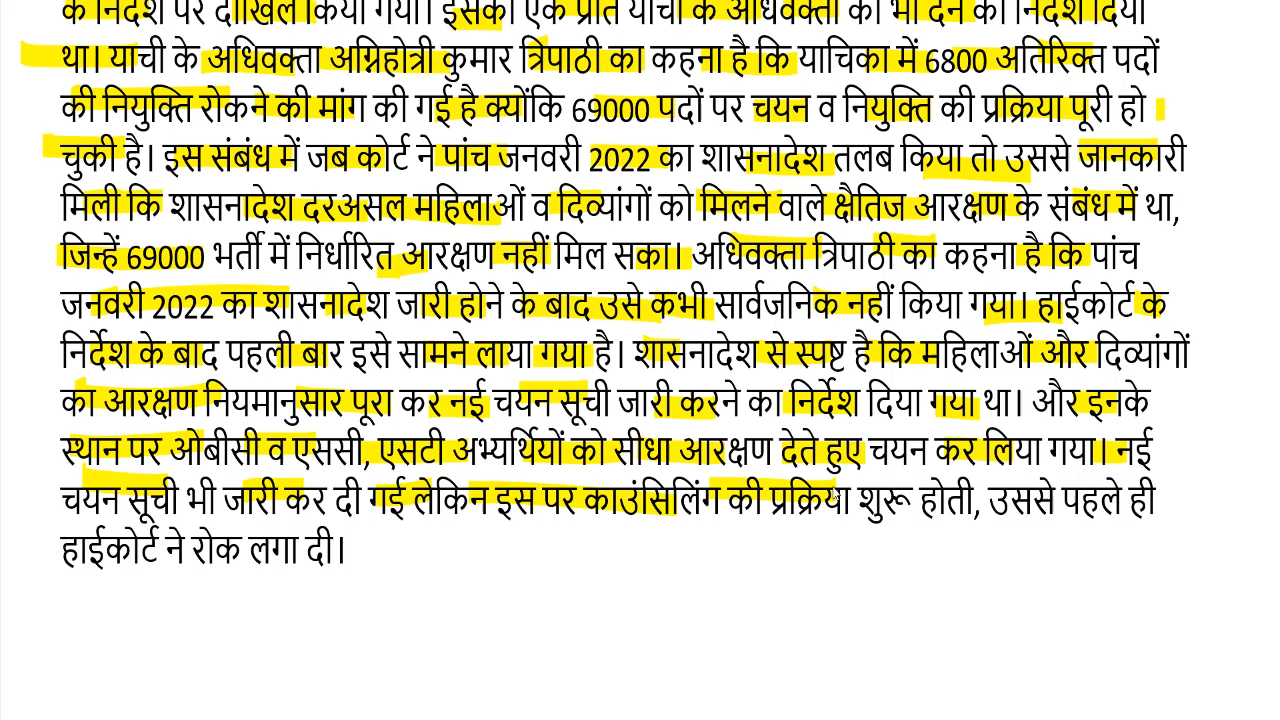 के निर्देश पर दाखिल किया गया। इसकी एक प्रति याची के अधिवक्ता को भी देने का निर्देश दिया
था। याची के अधिवक्ता अग्निहोत्री कुमार त्रिपाठी का कहना है कि याचिका में 6800 अतिरिक्त पदों
की नियुक्ति रोकने की मांग की गई है क्योंकि 69000 पदों पर चयन व नियुक्ति की प्रक्रिया पूरी हो
चुकी है। इस संबंध में जब कोर्ट ने पांच जनवरी 2022 का शासनादेश तलब किया तो उससे जानकारी
मिली कि शासनादेश दरअसल महिलाओं व दिव्यांगों को मिलने वाले क्षैतिज आरक्षण के संबंध में था,
जिन्हें 69000 भर्ती में निर्धारित आरक्षण नहीं मिल सका।। अधिवक्ता त्रिपाठी का कहना है कि पांच
जनवरी 2022 का शासनादेश जारी होने के बाद उसे कभी सार्वजनिक नहीं किया गया। हाईकोर्ट के
निर्देश के बाद पहली बार इसे सामने लाया गया है। शासनादेश से स्पष्ट है कि महिलाओं और दिव्यांगों
का आरक्षण नियमानुसार पूरा कर नई चयन सूची जारी करने का निर्देश दिया गया था। और इनके
स्थान पर ओबीसी व एससी, एसटी अभ्यर्थियों को सीधा आरक्षण देते हुए चयन कर लिया गया। नई
चयन सूची भी जारी कर दी गई लेकिन इस पर काउंसिलिंग की प्रक्रिया शुरू होती, उससे पहले ही
हाईकोर्ट ने रोक लगा दी।